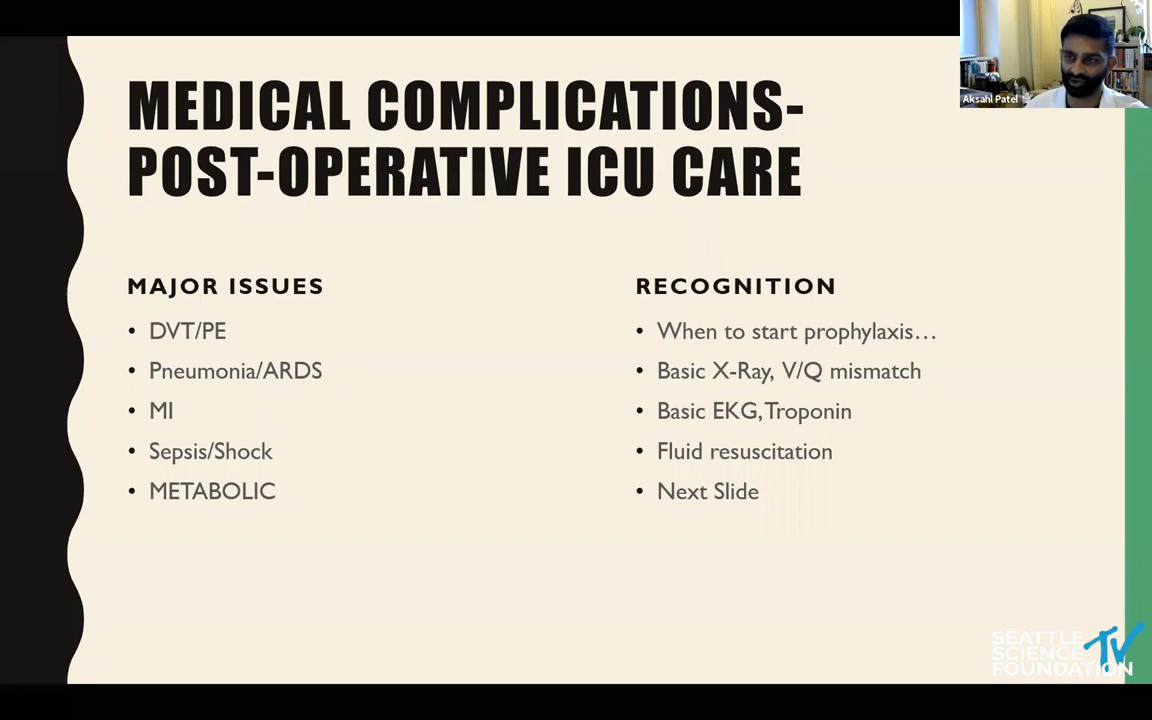 Aksahl Patel
MEDICAL COMPLICATIONS-
POST-OPERATIVE ICU CARE
MAJOR ISSUES
• DVT/PE
• Pneumonia/ARDS
• MI
• Sepsis/Shock
• METABOLIC
RECOGNITION
• When to start prophylaxis…
• Basic X-Ray, V/Q mismatch
• Basic EKG,Troponin
• Fluid resuscitation
• Next Slide
SEATTLE
SCIENCE TV
FOUNDATION